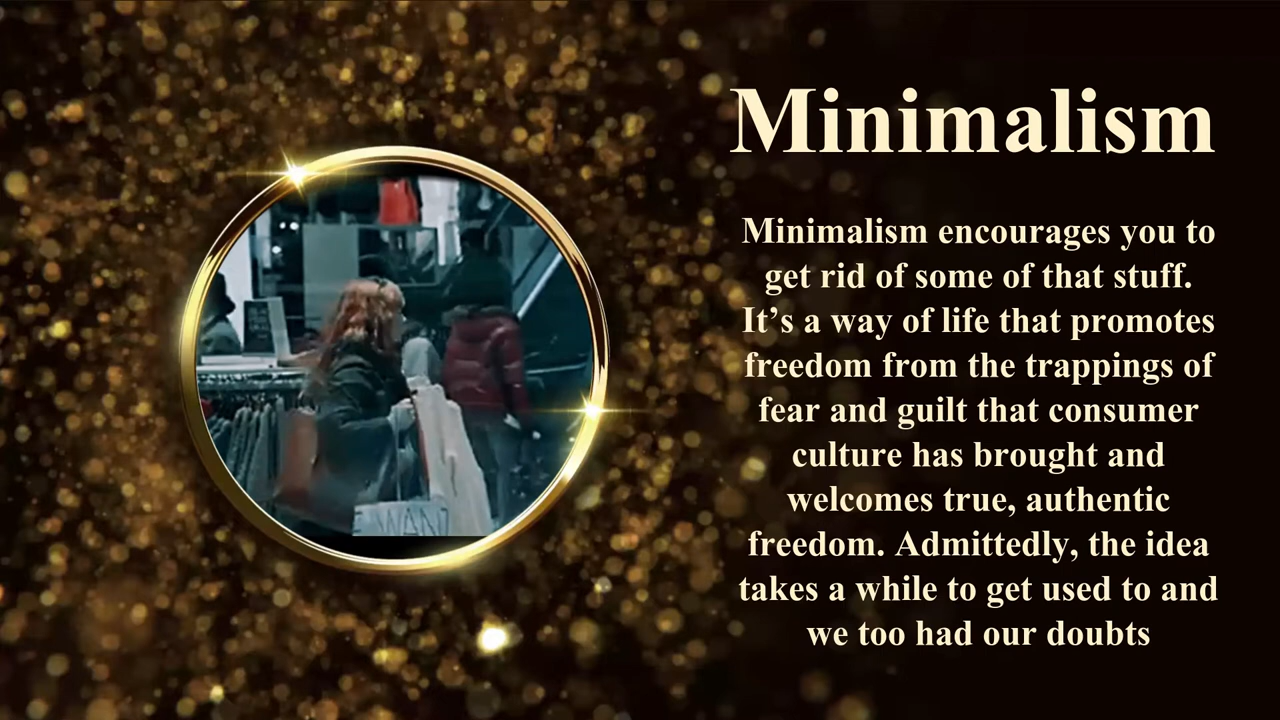 Minimalism
Minimalism encourages you to
get rid of some of that stuff.
It’s a way of life that promotes
freedom from the trappings of
fear and guilt that consumer
culture has brought and
welcomes true, authentic
freedom. Admittedly, the idea
takes a while to get used to and
we too had our doubts
WANT